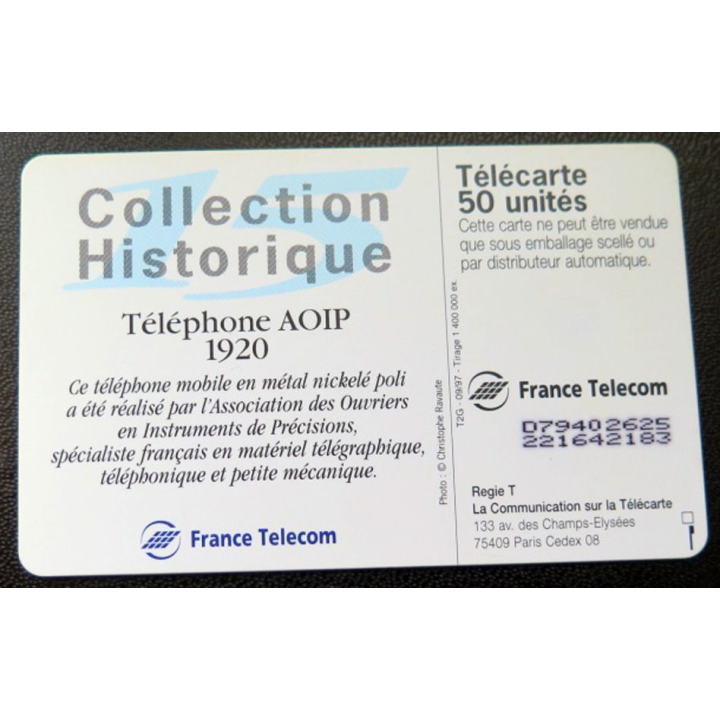 15
Collection
Historique
Téléphone AOIP
1920
Ce téléphone mobile en métal nickelé poli
a été réalisé par l'Association des Ouvriers
en Instruments de Précisions,
spécialiste français en matériel télégraphique,
téléphonique et petite mécanique.
France Telecom
Photo : © Christophe Ravaute
T2G - 09/97 - Tirage 1 400 000 ex.
Télécarte
50 unités
Cette carte ne peut être vendue
que sous emballage scellé ou
par distributeur automatique.
France Telecom
D79402625
221642183
Regie T
La Communication sur la Télécarte
133 av. des Champs-Elysées
75409 Paris Cedex 08